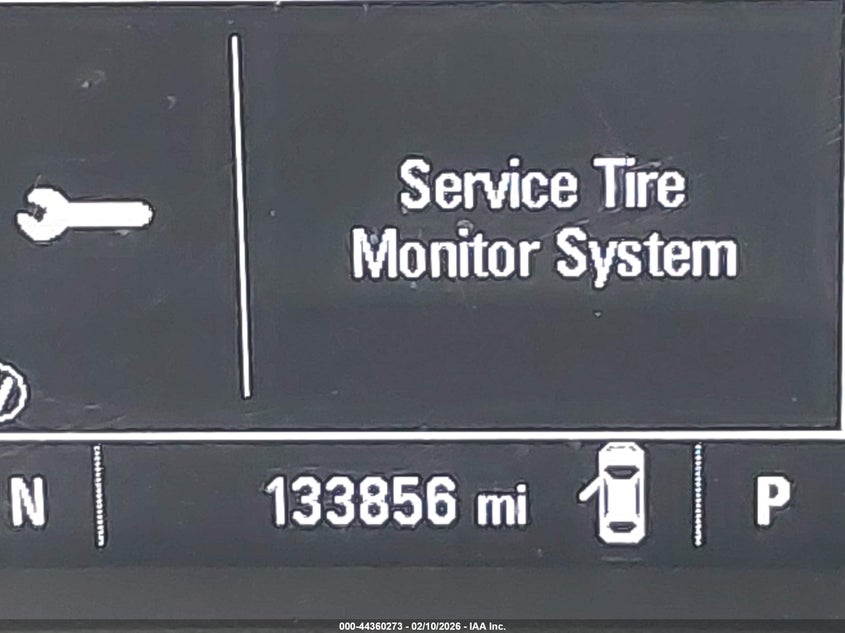 Service Tire
Monitor System
N
133856 mi
P
000-44360273 - 02/10/2026 - IAA Inc.